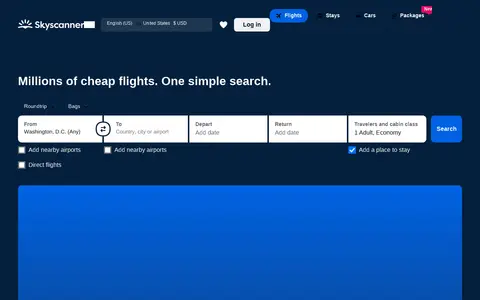 Skyscanner
English (US) United States $ USD
Log in
Flights
Stays
Cars
Packages
New
Millions of cheap flights. One simple search.
Roundtrip
Bags
From
Washington, D.C. (Any)
To
Country, city or airport
Depart
Add date
Return
Add date
Travelers and cabin class
1 Adult, Economy
Search
Add nearby airports
Add nearby airports
Add a place to stay
Direct flights